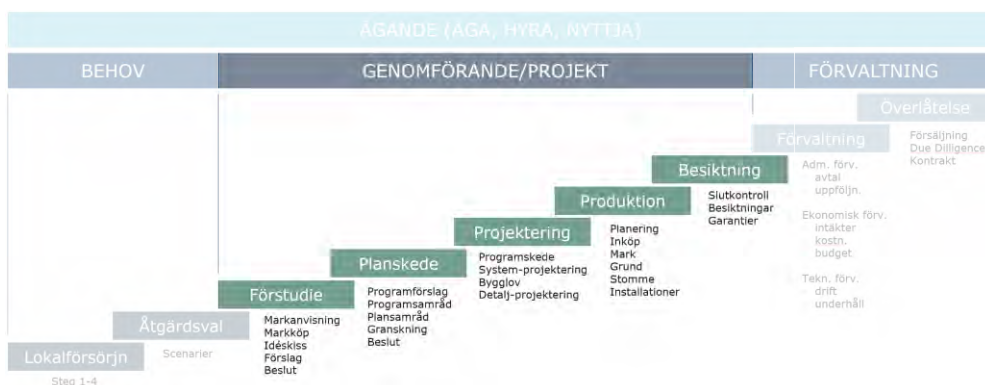 ÄGANDE (ÄGA, HYRA, NYTTJA)
BEHOV
GENOMFÖRANDE/PROJEKT
FÖRVALTNING
Lokalförsörjn
Steg 1-4
Åtgärdsval
Scenarier
Förstudie
Markanvisning
Markköp
Idéskiss
Förslag
Beslut
Planskede
Programförslag
Programsamråd
Plansamråd
Granskning
Beslut
Projektering
Programskede
System-projektering
Bygglov
Detalj-projektering
Produktion
Planering
Inköp
Mark
Grund
Stomme
Installationer
Besiktning
Slutkontroll
Besiktningar
Garantier
Förvaltning
Adm. förv.
avtal
uppföljn.
Ekonomisk förv.
intäkter
kostn.
budget
Tekn. förv.
drift
underhåll
Överlåtelse
Försäljning
Due Dilligence
Kontrakt